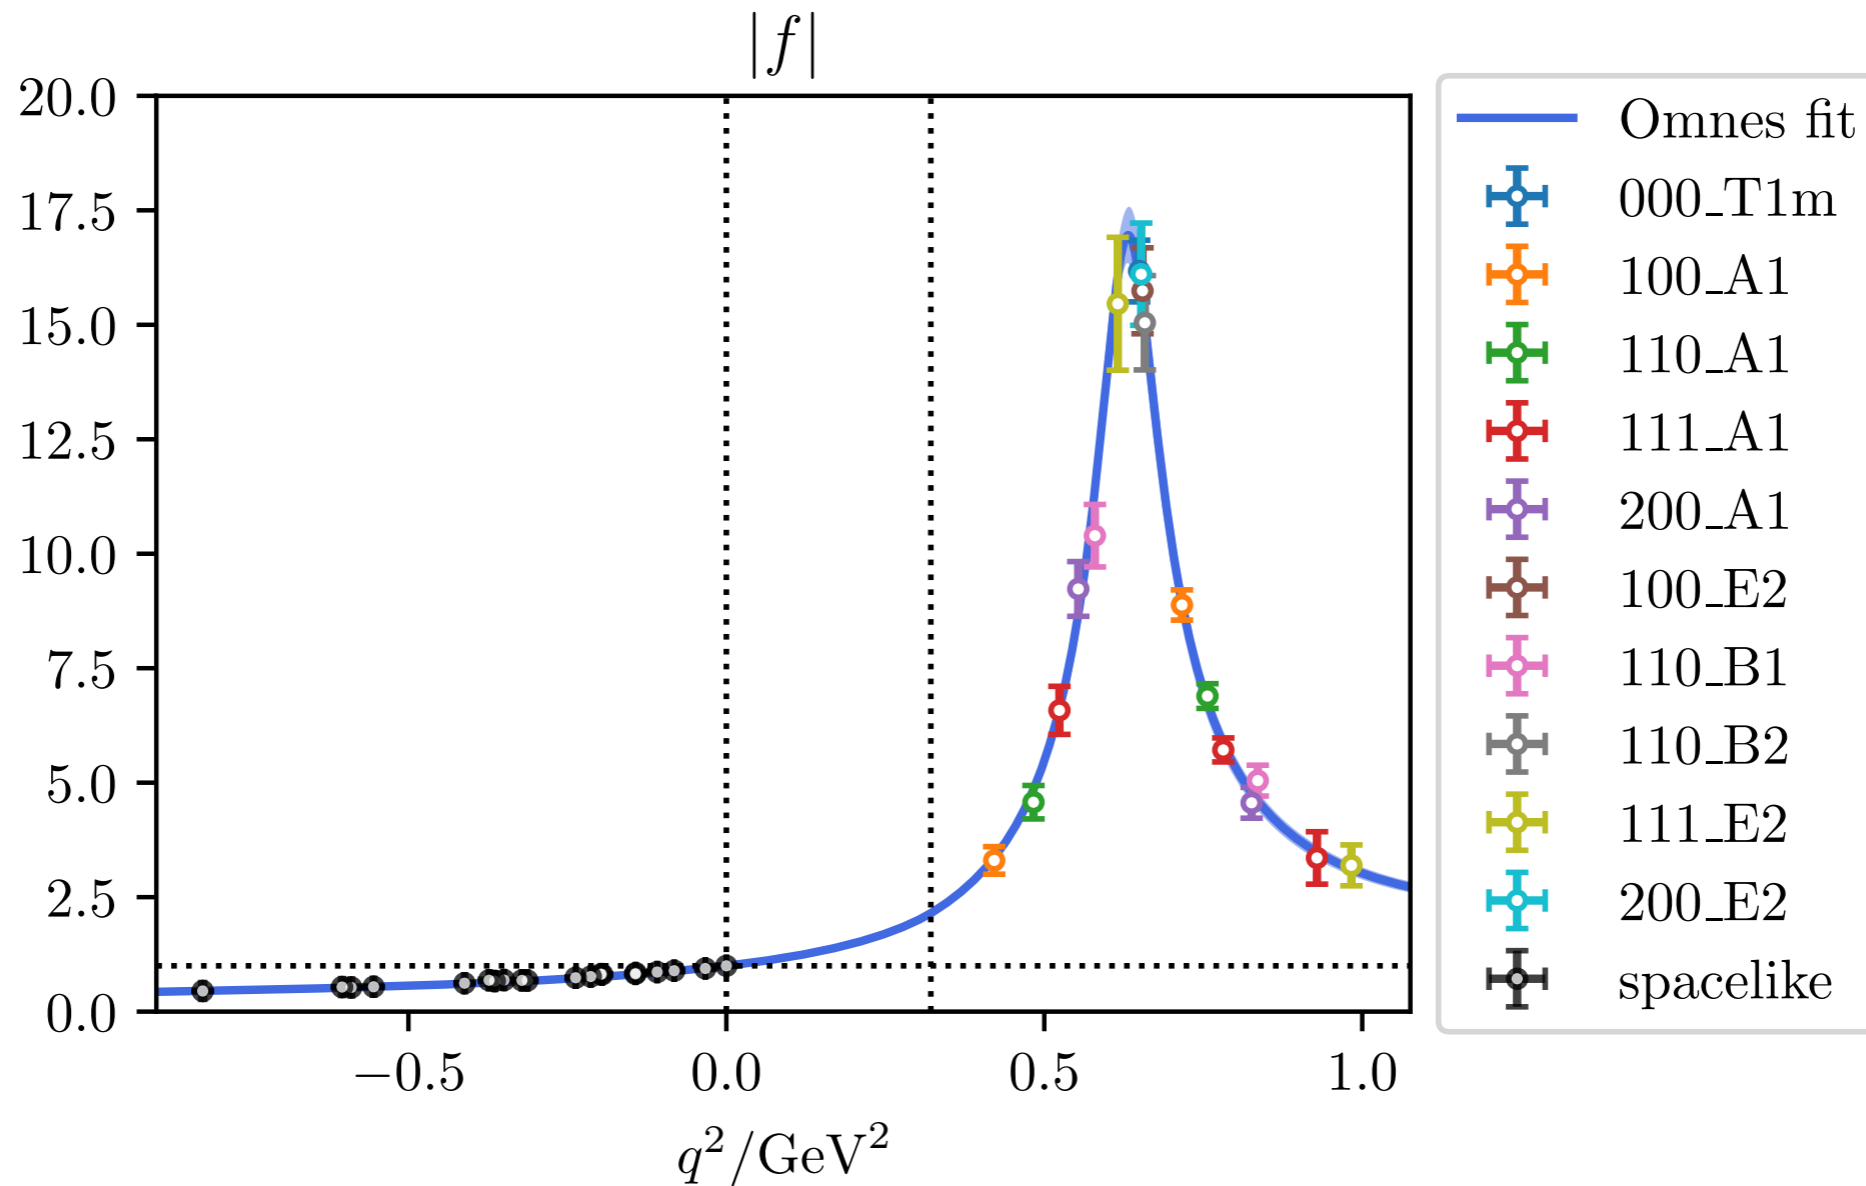 |f|
20.0
17.5
15.0
12.5
10.0
7.5
5.0
2.5
0.0
−0.5
0.0
0.5
1.0
q²/GeV²
Omnes fit
000_T1m
100_A1
110_A1
111_A1
200_A1
100_E2
110_B1
110_B2
111_E2
200_E2
spacelike